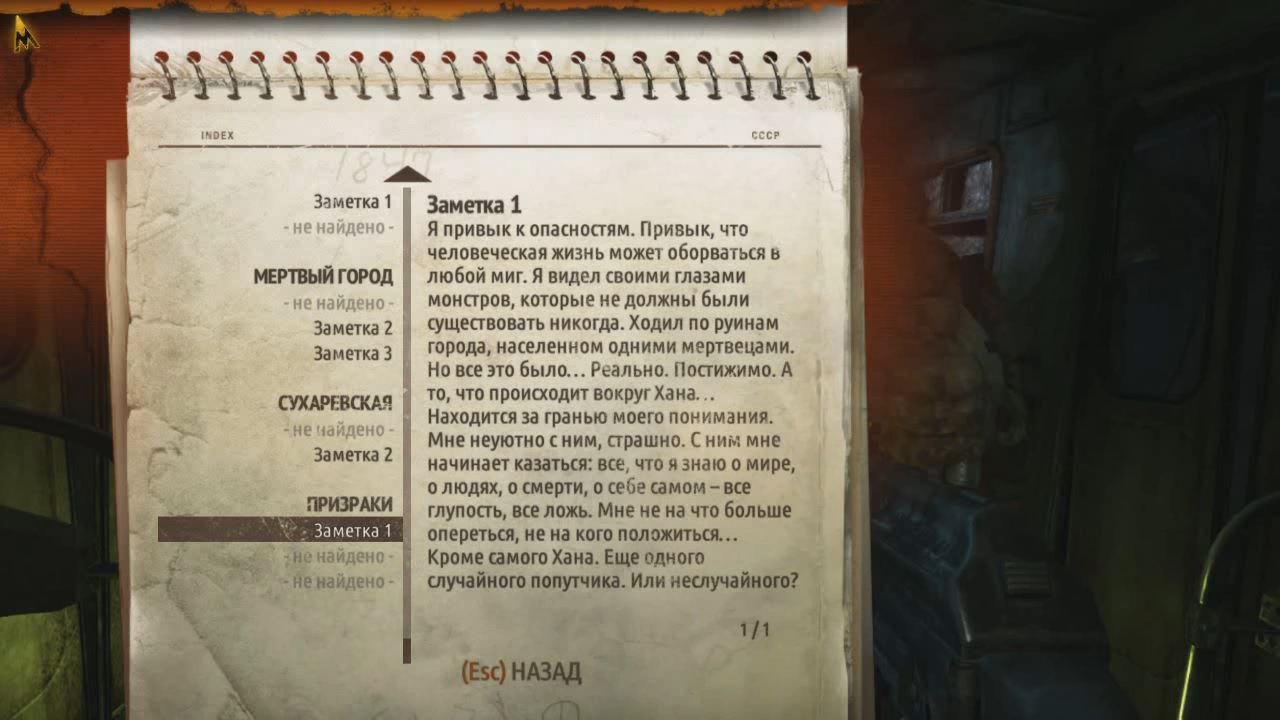 INDEX
СССР
Заметка 1
- не найдено -
МЕРТВЫЙ ГОРОД
- не найдено -
Заметка 2
Заметка 3
СУХАРЕВСКАЯ
- не найдено -
Заметка 2
ПРИЗРАКИ
Заметка 1
- не найдено -
- не найдено -
Заметка 1
Я привык к опасностям. Привык, что
человеческая жизнь может оборваться в
любой миг. Я видел своими глазами
монстров, которые не должны были
существовать никогда. Ходил по руинам
города, населенном одними мертвецами.
Но все это было... Реально. Постижимо. А
то, что происходит вокруг Хана...
Находится за гранью моего понимания.
Мне неуютно с ним, страшно. С ним мне
начинает казаться: все, что я знаю о мире,
о людях, о смерти, о себе самом – все
глупость, все ложь. Мне не на что больше
опереться, не на кого положиться...
Кроме самого Хана. Еще одного
случайного попутчика. Или неслучайного?
1/1
(Esc) НАЗАД